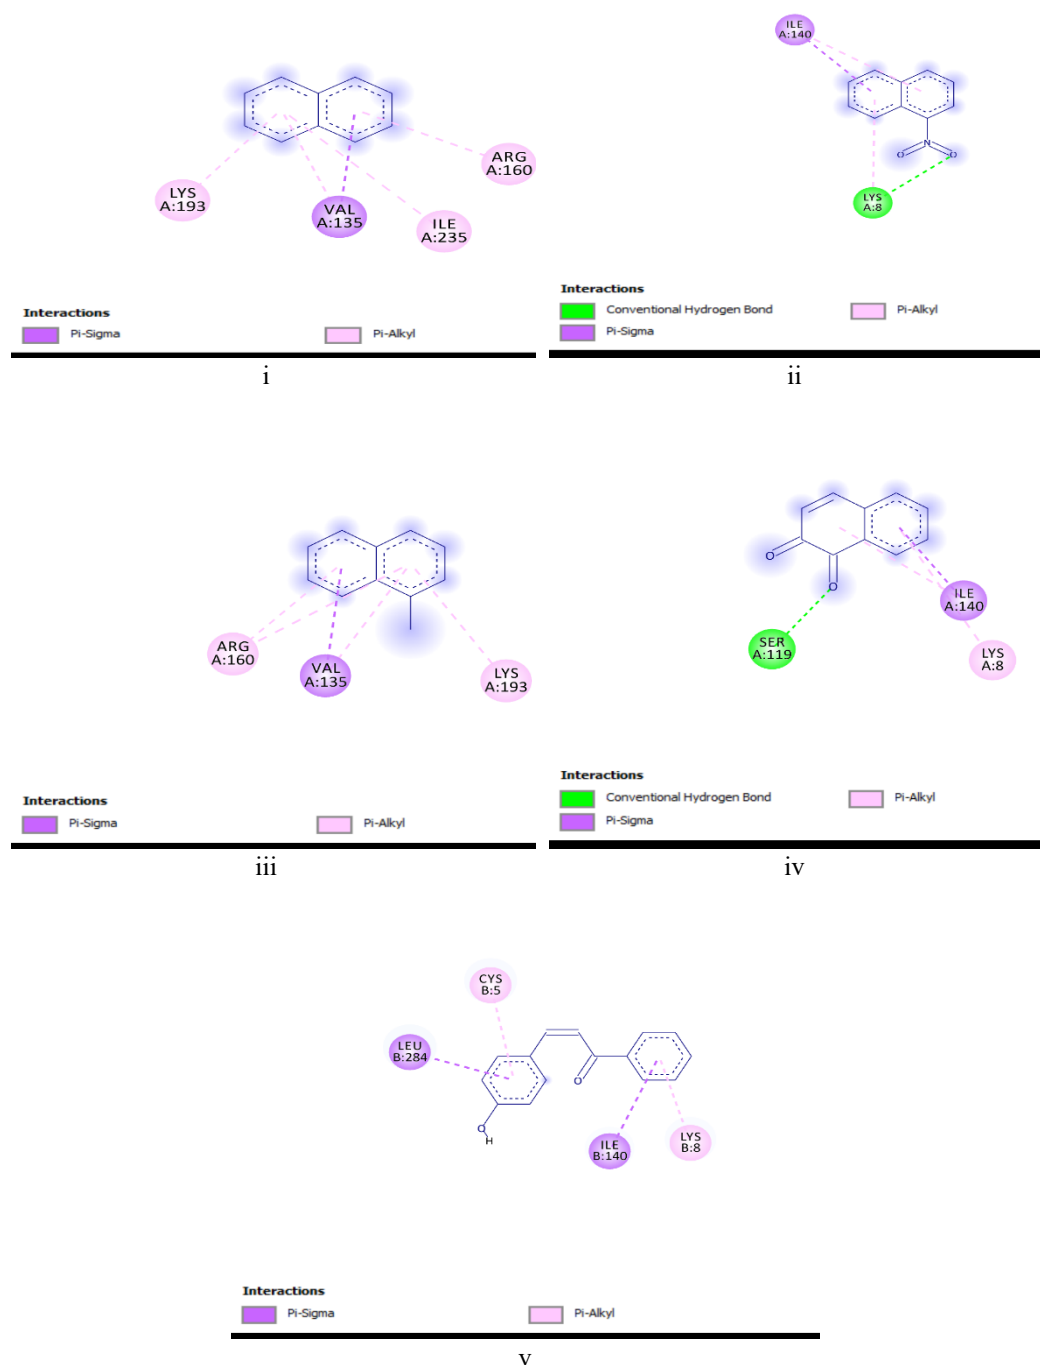 LYS
A:193
VAL
A:135
ILE
A:235
ARG
A:160
Interactions
Pi-Sigma
Pi-Alkyl
i
ILE
A:140
N
O
O
LYS
A:8
Interactions
Conventional Hydrogen Bond
Pi-Sigma
Pi-Alkyl
ii
ARG
A:160
VAL
A:135
LYS
A:193
Interactions
Pi-Sigma
Pi-Alkyl
iii
O
O
SER
A:119
ILE
A:140
LYS
A:8
Interactions
Conventional Hydrogen Bond
Pi-Sigma
Pi-Alkyl
iv
CYS
B:5
LEU
B:284
O
O
H
ILE
B:140
LYS
B:8
Interactions
Pi-Sigma
Pi-Alkyl
v